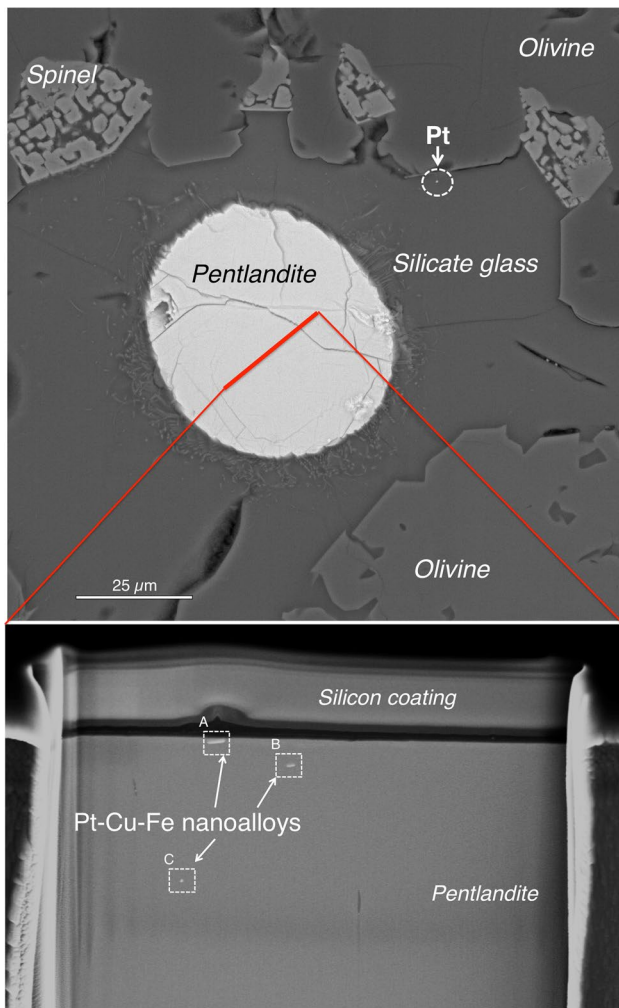 Olivine
Spinel
Pt
Silicate glass
Pentlandite
Olivine
25 µm
Silicon coating
A
B
Pt-Cu-Fe nanoalloys
C
Pentlandite